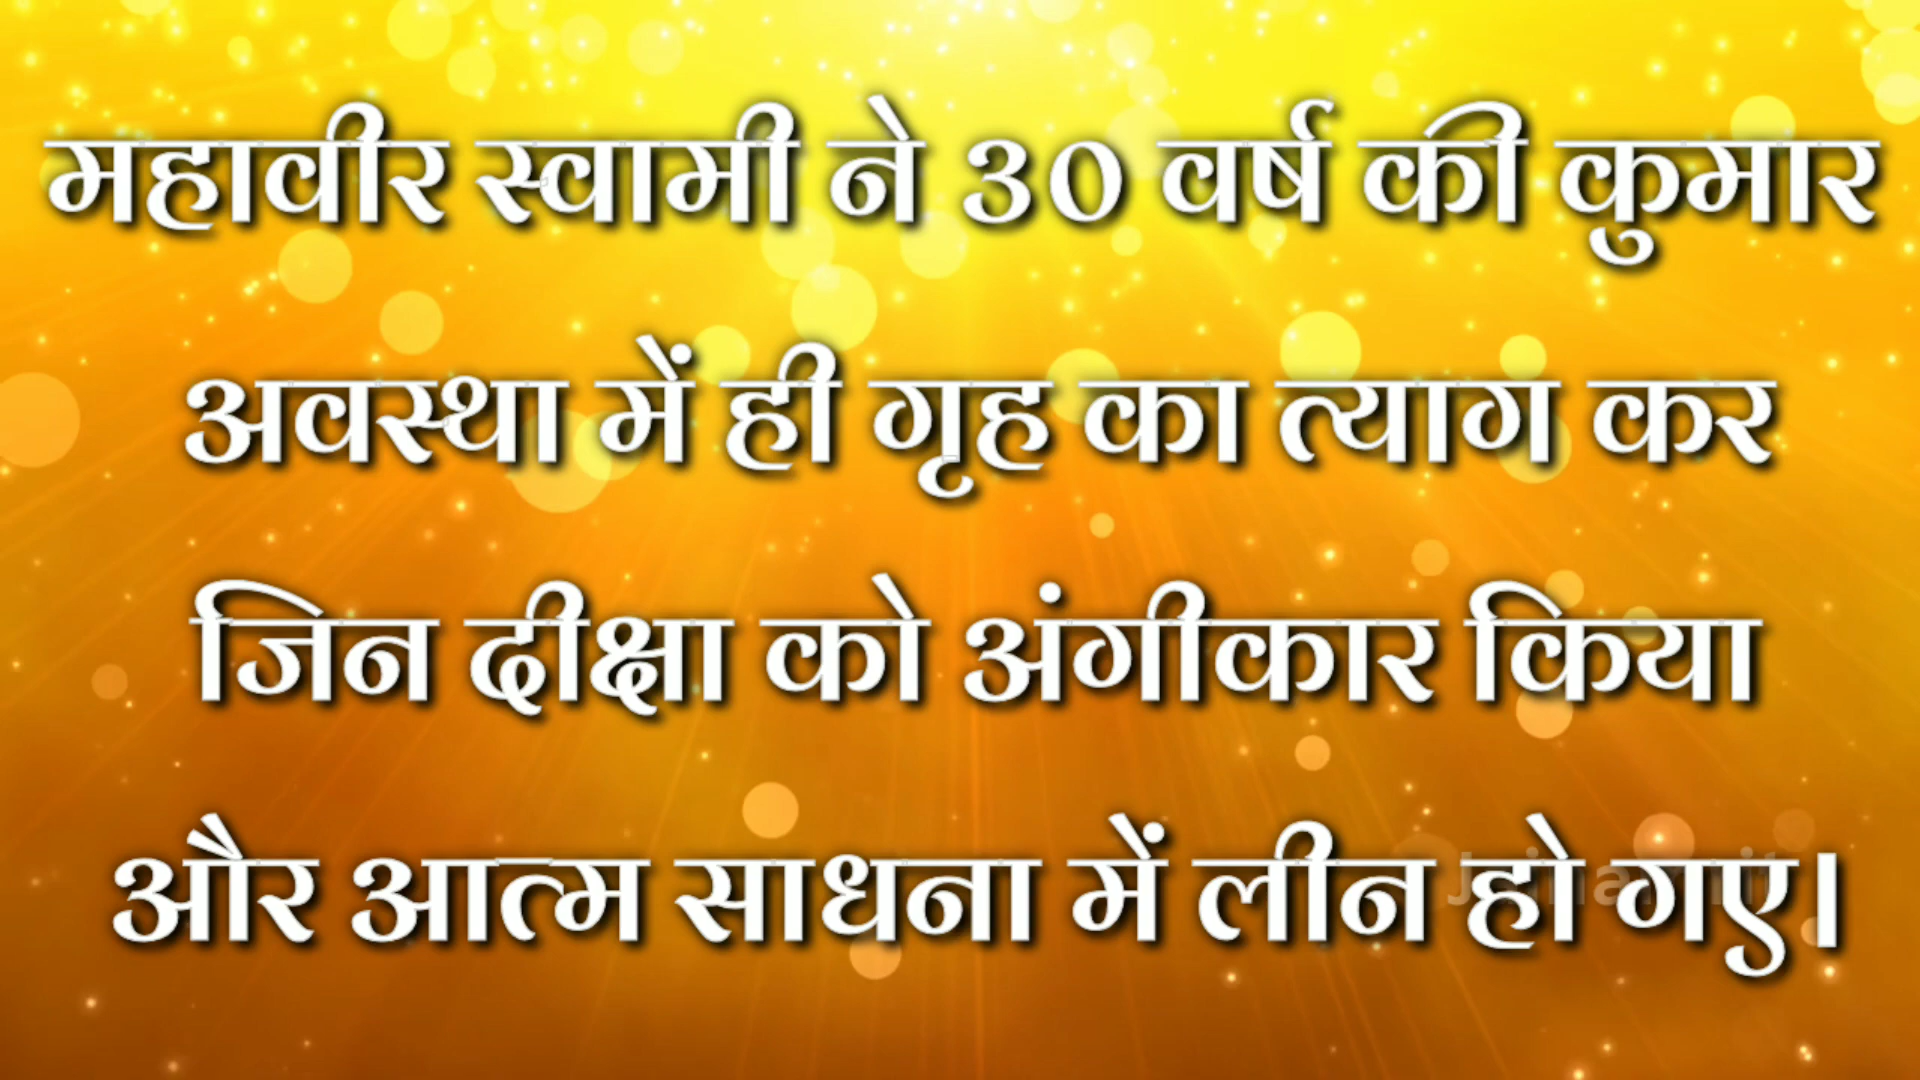 महावीर स्वामी ने 30 वर्ष की कुमार
अवस्था में ही गृह का त्याग कर
जिन दीक्षा को अंगीकार किया
और आत्म साधना में लीन हो गए।